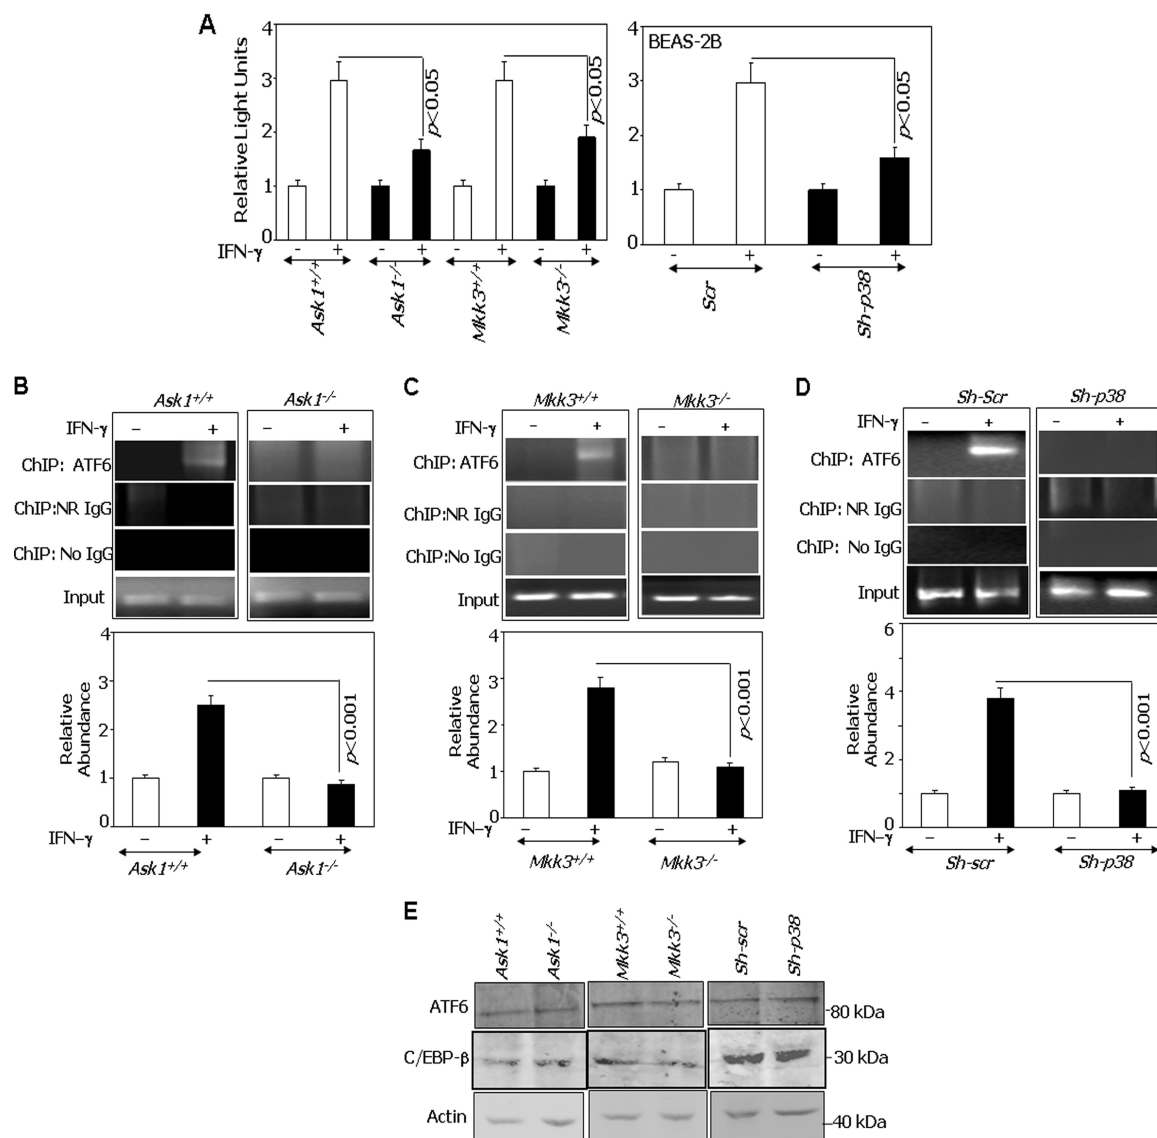 A
Relative Light Units
4
3
2
1
0
p<0.05
p<0.05
IFN-γ - + - + - + - +
Ask1+/+ Ask1-/- Mkk3+/+ Mkk3-/-
BEAS-2B
4
3
2
1
0
p<0.05
- + - +
Scr Sh-p38
B
Ask1+/+ Ask1-/-
IFN-γ – + – +
ChIP: ATF6
ChIP:NR IgG
ChIP: No IgG
Input
Relative Abundance
4
3
2
1
0
p<0.001
IFN–γ – + – +
Ask1+/+ Ask1-/-
C
Mkk3+/+ Mkk3-/-
IFN-γ – + – +
ChIP: ATF6
ChIP:NR IgG
ChIP:No IgG
Input
Relative Abundance
4
3
2
1
0
p<0.001
IFN–γ – + – +
Mkk3+/+ Mkk3-/-
D
Sh-Scr Sh-p38
IFN-γ – + – +
ChIP: ATF6
ChIP: NR IgG
ChIP: No IgG
Input
Relative Abundance
6
4
2
0
p<0.001
IFN–γ – + – +
Sh-scr Sh-p38
E
Ask1+/+ Ask1-/- Mkk3+/+ Mkk3-/- Sh-scr Sh-p38
ATF6 -80 kDa
C/EBP-β -30 kDa
Actin -40 kDa